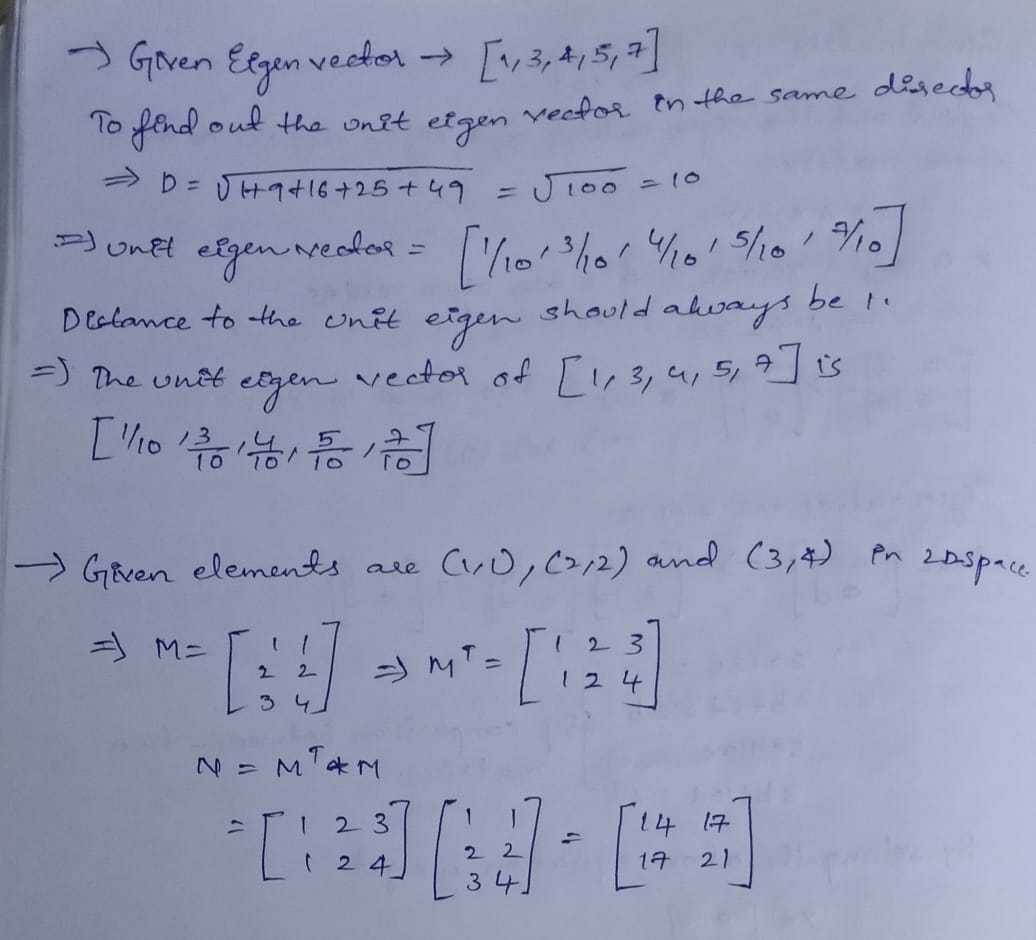 → Given Eigen vector → [1, 3, 4, 5, 7]
To find out the unit eigen vector in the same director
⇒ D = √1+9+16+25+49 = √100 = 10
⇒ unit eigen vector = [1/10, 3/10, 4/10, 5/10, 7/10]
Distance to the unit eigen should always be 1.
⇒ The unit eigen vector of [1, 3, 4, 5, 7] is
[1/10, 3/10, 4/10, 5/10, 7/10]
→ Given elements are (1,1), (2,2) and (3,4) in 2D space.
⇒ M = [1 1; 2 2; 3 4] ⇒ M^T = [1 2 3; 1 2 4]
N = M^T * M
= [1 2 3; 1 2 4] [1 1; 2 2; 3 4] = [14 17; 17 21]